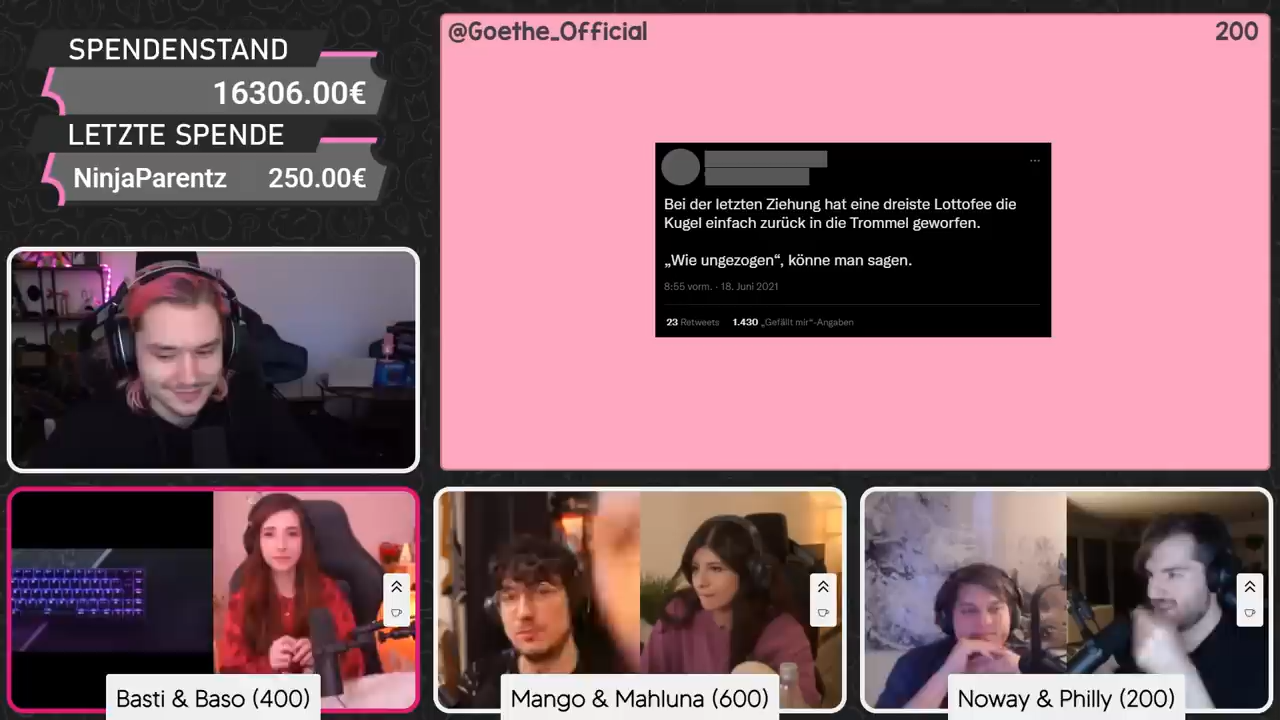 SPENDENSTAND
16306.00€
LETZTE SPENDE
NinjaParentz 250.00€
@Goethe_Official 200
Bei der letzten Ziehung hat eine dreiste Lottofee die
Kugel einfach zurück in die Trommel geworfen.
„Wie ungezogen“, könne man sagen.
8:55 vorm. · 18. Juni 2021
23 Retweets 1.430 „Gefällt mir“-Angaben
Basti & Baso (400)
Mango & Mahluna (600)
Noway & Philly (200)